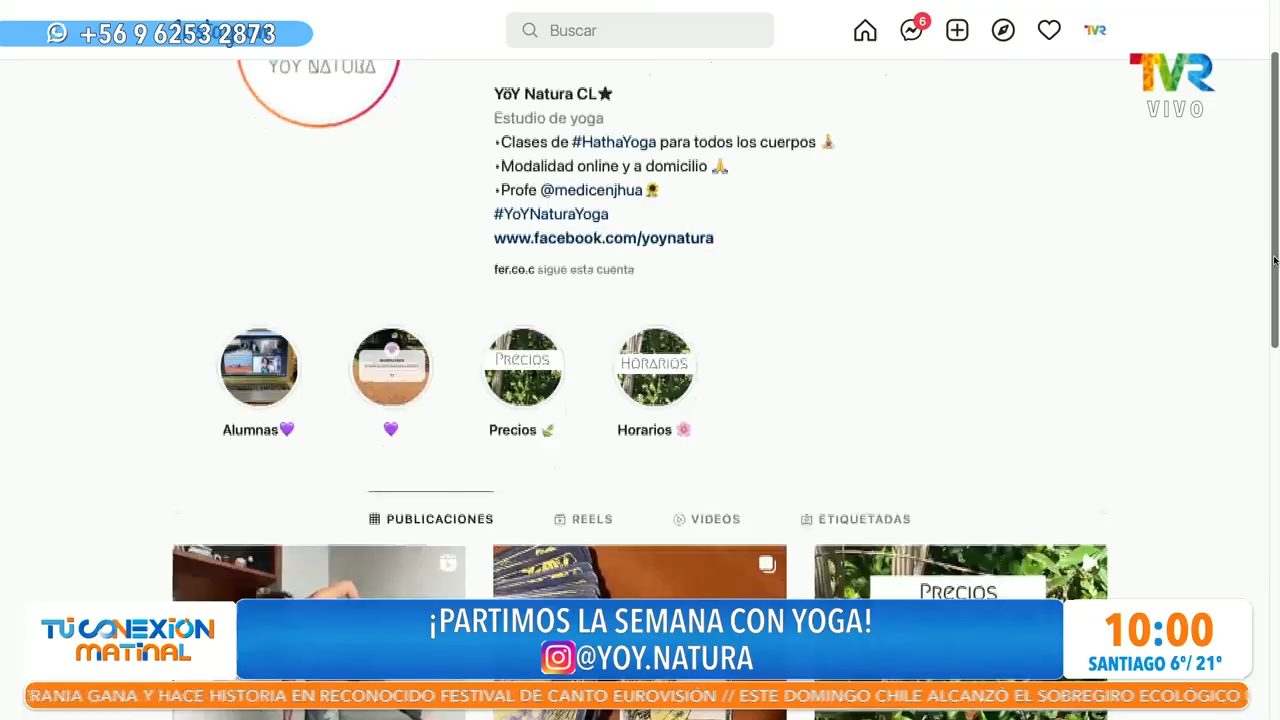 +56 9 6253 2873
Buscar
6
TVR
TVR
VIVO
YOY NATURA
YöY Natura CL★
Estudio de yoga
•Clases de #HathaYoga para todos los cuerpos 🧘
•Modalidad online y a domicilio 🙏
•Profe @medicenjhua🌻
#YoYNaturaYoga
www.facebook.com/yoynatura
fer.co.c sigue esta cuenta
PRECIOS
HORARIOS
Alumnas💜
💜
Precios 🌿
Horarios 🌸
PUBLICACIONES
REELS
VIDEOS
ETIQUETADAS
PRECIOS
TU CONEXIÓN
MATINAL
¡PARTIMOS LA SEMANA CON YOGA!
@YOY.NATURA
10:00
SANTIAGO 6°/ 21°
RANIA GANA Y HACE HISTORIA EN RECONOCIDO FESTIVAL DE CANTO EUROVISIÓN // ESTE DOMINGO CHILE ALCANZÓ EL SOBREGIRO ECOLÓGICO